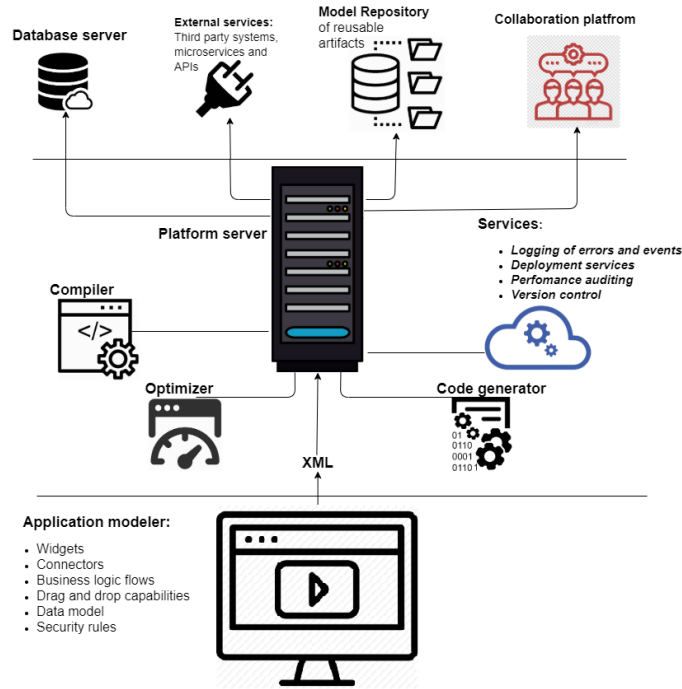 Database server
External services:
Third party systems,
microservices and
APIs
Model Repository
of reusable
artifacts
Collaboration platfrom
Platform server
Services:
Logging of errors and events
Deployment services
Perfomance auditing
Version control
Compiler
</>
Optimizer
Code generator
01
0110
0001
01101
XML
Application modeler:
Widgets
Connectors
Business logic flows
Drag and drop capabilities
Data model
Security rules